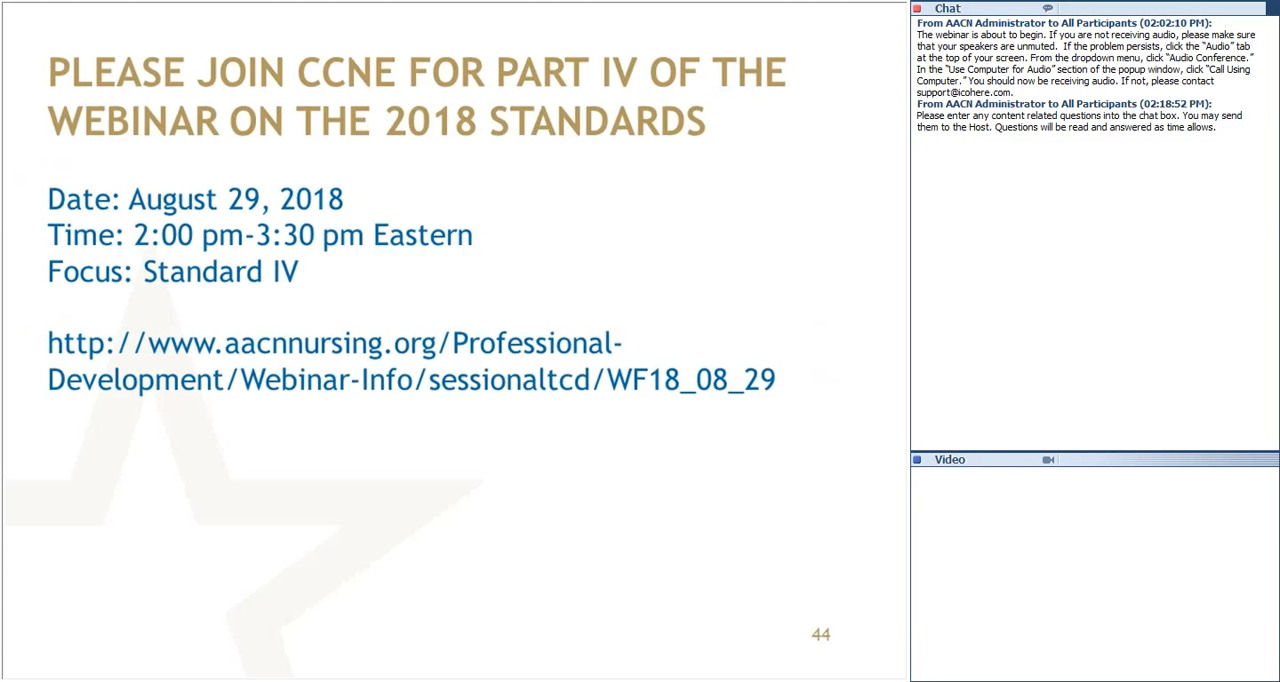 PLEASE JOIN CCNE FOR PART IV OF THE
WEBINAR ON THE 2018 STANDARDS
Date: August 29, 2018
Time: 2:00 pm-3:30 pm Eastern
Focus: Standard IV
http://www.aacnnursing.org/Professional-
Development/Webinar-Info/sessionaltcd/WF18_08_29
44
Chat
From AACN Administrator to All Participants (02:02:10 PM):
The webinar is about to begin. If you are not receiving audio, please make sure
that your speakers are unmuted.  If the problem persists, click the “Audio” tab
at the top of your screen. From the dropdown menu, click “Audio Conference.”
In the “Use Computer for Audio” section of the popup window, click “Call Using
Computer.” You should now be receiving audio. If not, please contact
support@icohere.com.
From AACN Administrator to All Participants (02:18:52 PM):
Please enter any content related questions into the chat box. You may send
them to the Host. Questions will be read and answered as time allows.
Video